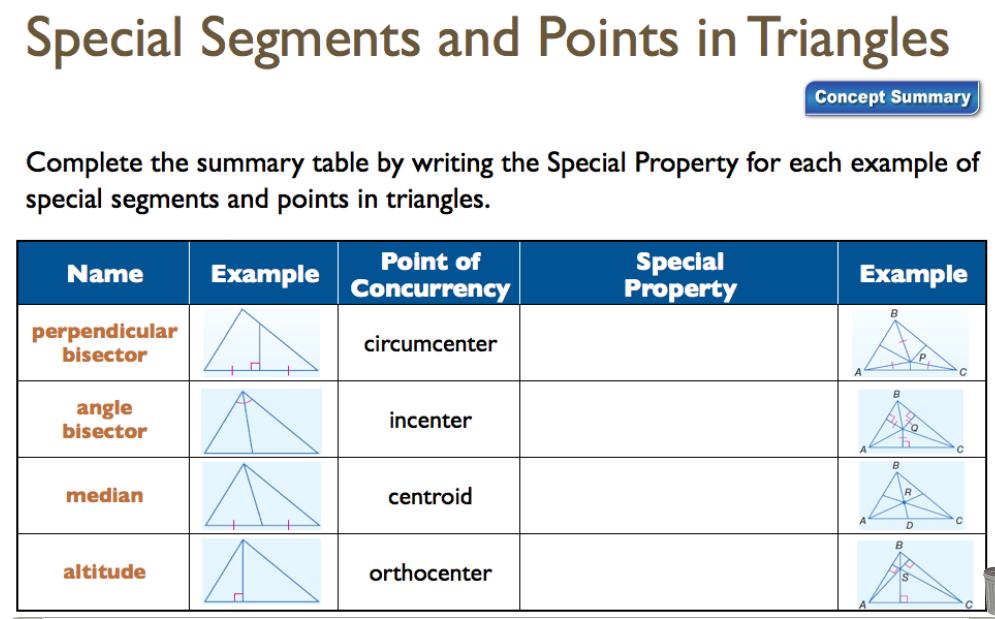 Special Segments and Points in Triangles
Concept Summary
Complete the summary table by writing the Special Property for each example of
special segments and points in triangles.
Name
Example
Point of
Concurrency
Special
Property
Example
perpendicular
bisector
circumcenter
B
P
A
C
angle
bisector
incenter
B
Q
A
C
median
centroid
B
R
A
D
C
altitude
orthocenter
B
S
A
C